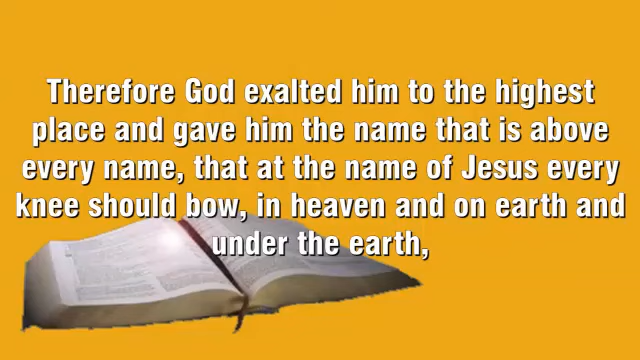 Therefore God exalted him to the highest
place and gave him the name that is above
every name, that at the name of Jesus every
knee should bow, in heaven and on earth and
under the earth,